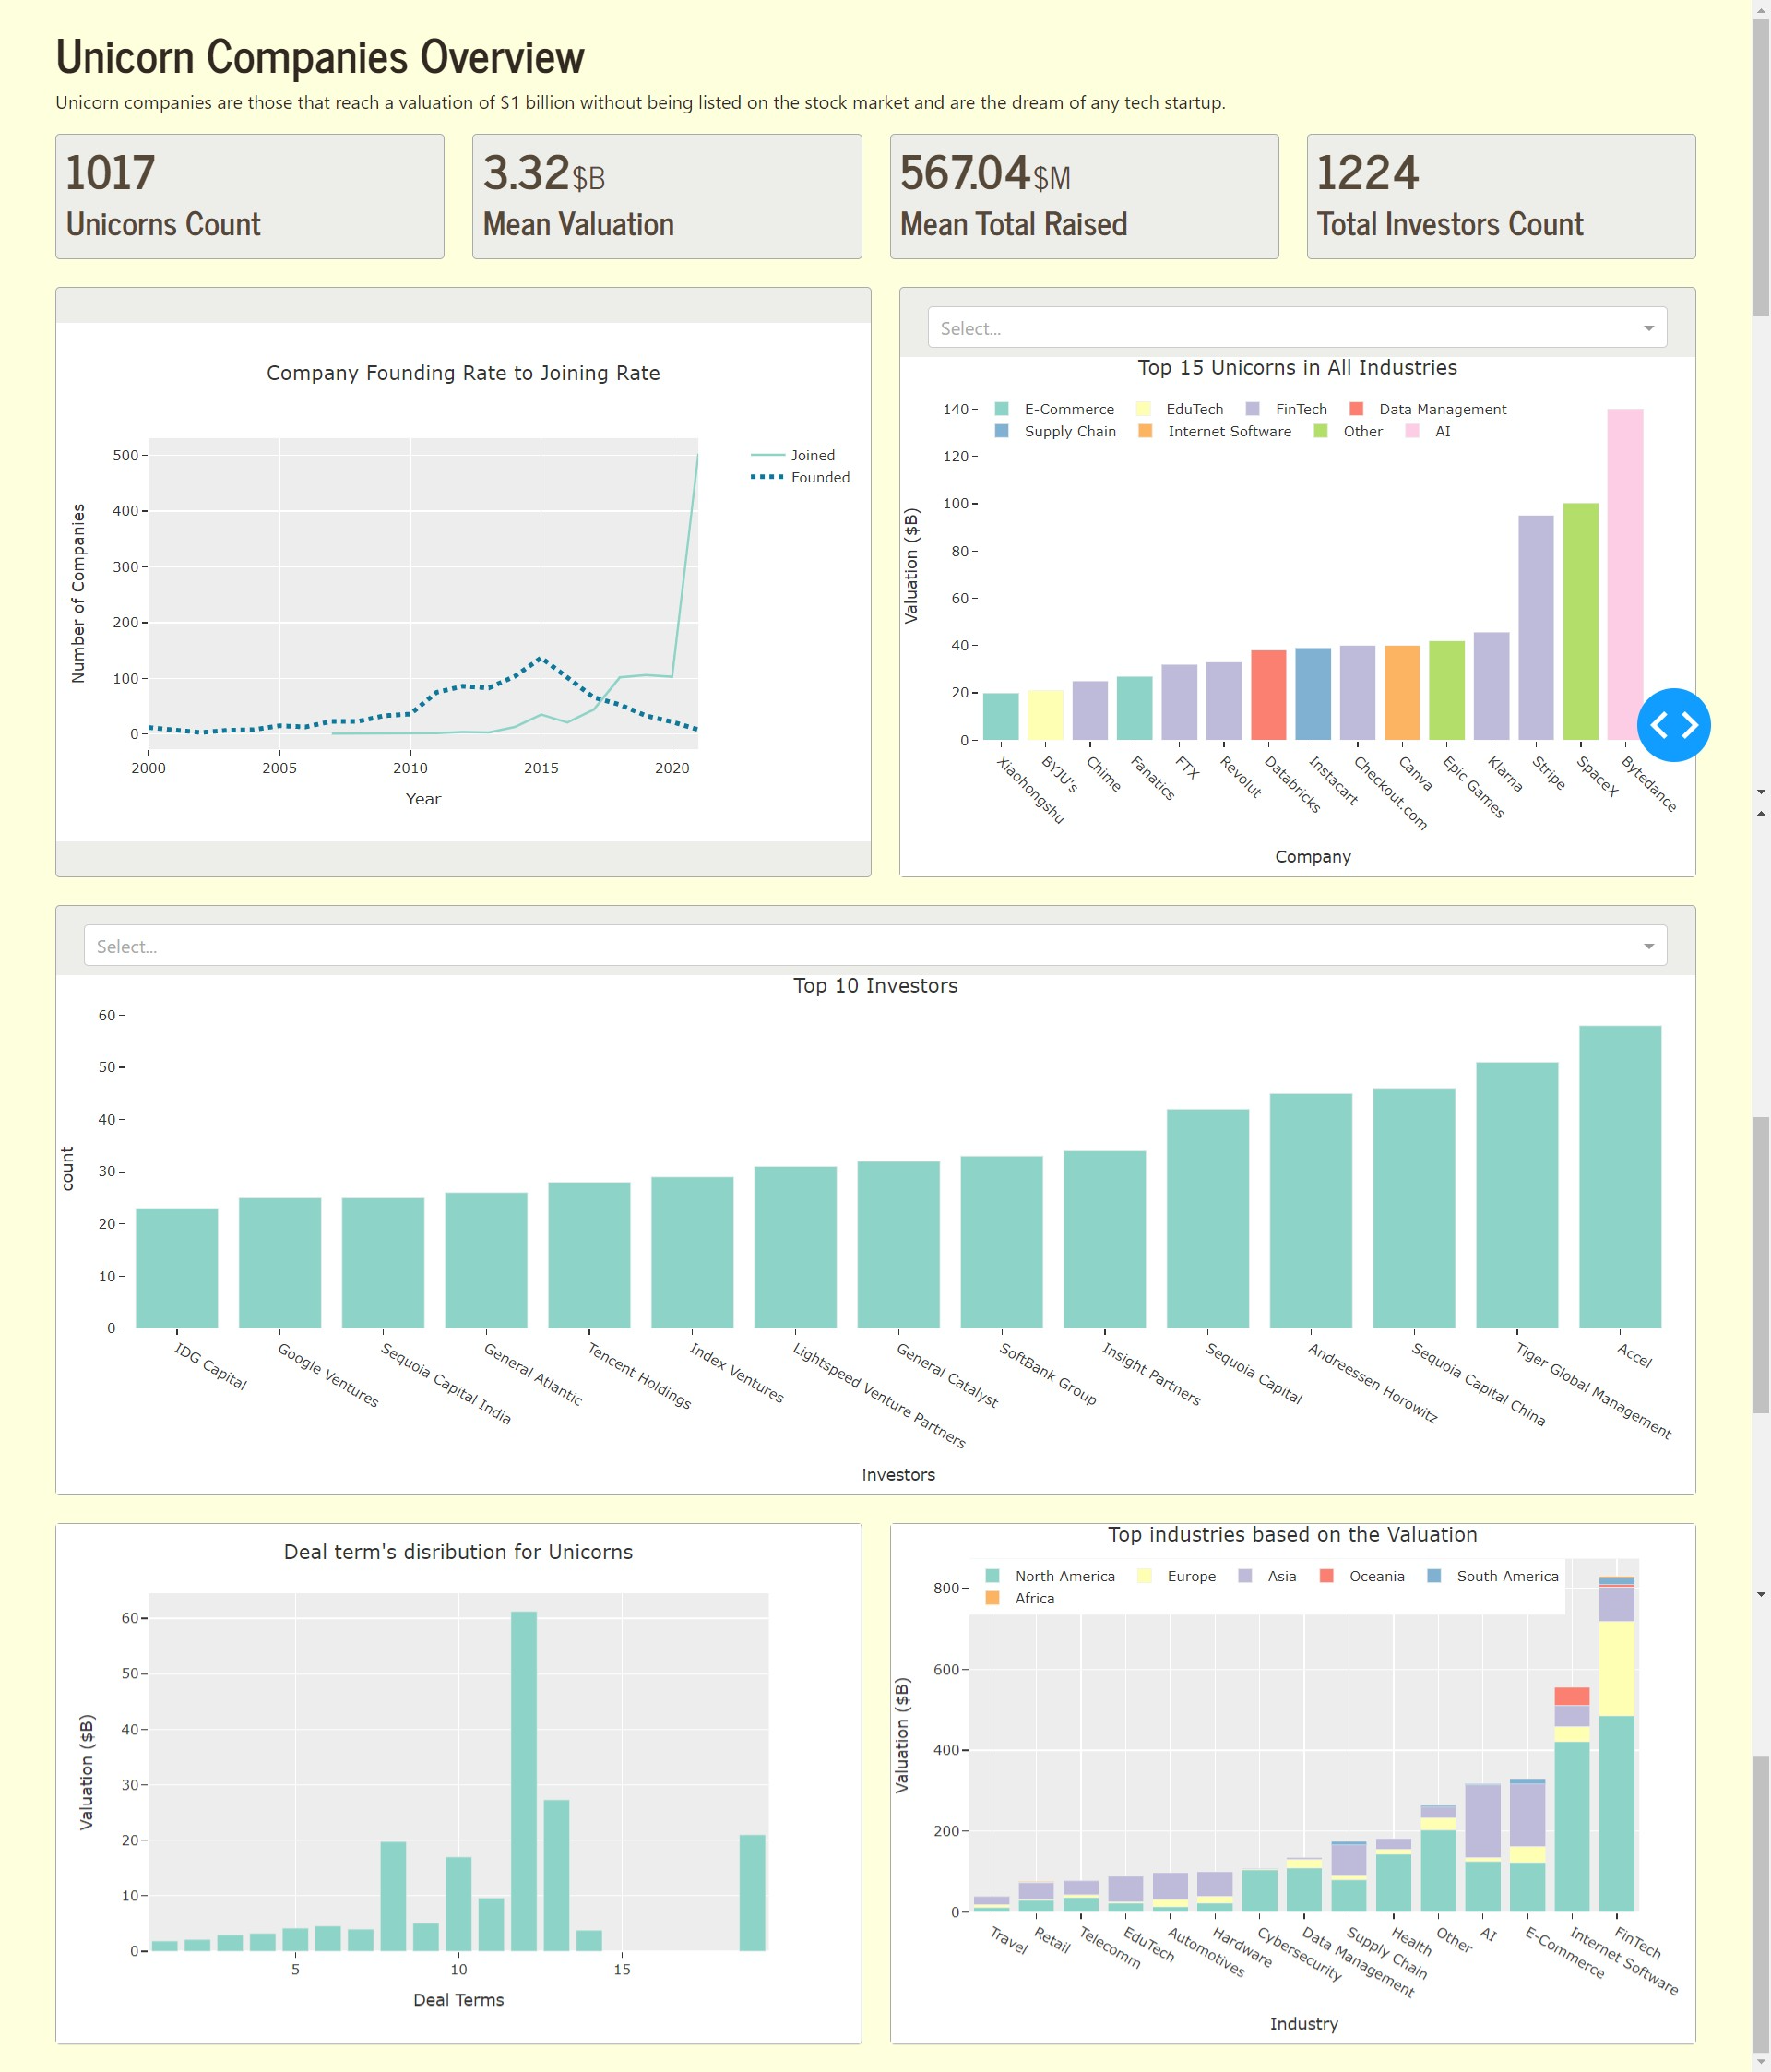 Unicorn Companies Overview
Unicorn companies are those that reach a valuation of $1 billion without being listed on the stock market and are the dream of any tech startup.
1017
Unicorns Count
3.32$B
Mean Valuation
567.04$M
Mean Total Raised
1224
Total Investors Count
Company Founding Rate to Joining Rate
Joined
Founded
Number of Companies
500
400
300
200
100
0
2000 2005 2010 2015 2020
Year
Select...
Top 15 Unicorns in All Industries
E-Commerce EduTech FinTech Data Management
Supply Chain Internet Software Other AI
Valuation ($B)
140
120
100
80
60
40
20
0
Xiaohongshu
BYJU's
Chime
Fanatics
FTX
Revolut
Databricks
Instacart
Checkout.com
Canva
Epic Games
Klarna
Stripe
SpaceX
Bytedance
Company
Select...
Top 10 Investors
count
60
50
40
30
20
10
0
IDG Capital
Google Ventures
Sequoia Capital India
General Atlantic
Tencent Holdings
Index Ventures
Lightspeed Venture Partners
General Catalyst
SoftBank Group
Insight Partners
Sequoia Capital
Andreessen Horowitz
Sequoia Capital China
Tiger Global Management
Accel
investors
Deal term's disribution for Unicorns
Valuation ($B)
60
50
40
30
20
10
0
5 10 15
Deal Terms
Top industries based on the Valuation
North America Europe Asia Oceania South America
Africa
Valuation ($B)
800
600
400
200
0
Travel
Retail
Telecomm
EduTech
Automotives
Hardware
Cybersecurity
Data Management
Supply Chain
Health
Other
AI
E-Commerce
Internet Software
FinTech
Industry